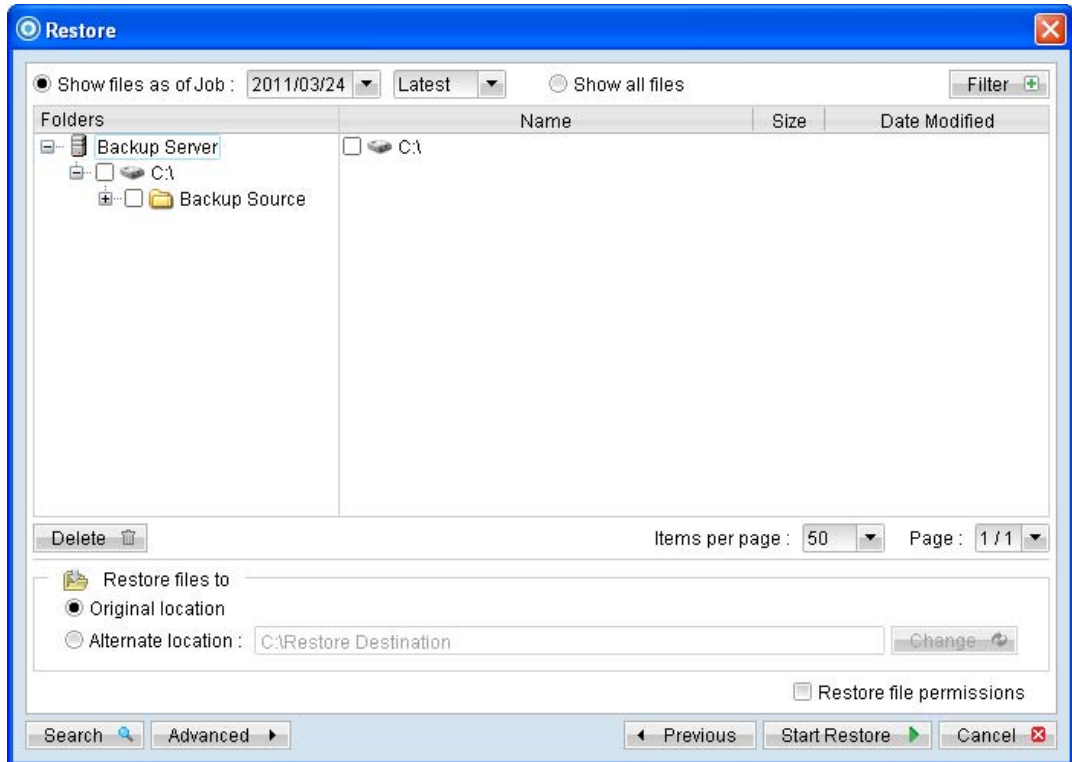 Restore
Show files as of Job : 2011/03/24 Latest Show all files Filter
Folders Name Size Date Modified
Backup Server C:\
C:\
Backup Source
Delete Items per page : 50 Page : 1 / 1
Restore files to
Original location
Alternate location : C:\Restore Destination Change
Restore file permissions
Search Advanced Previous Start Restore Cancel